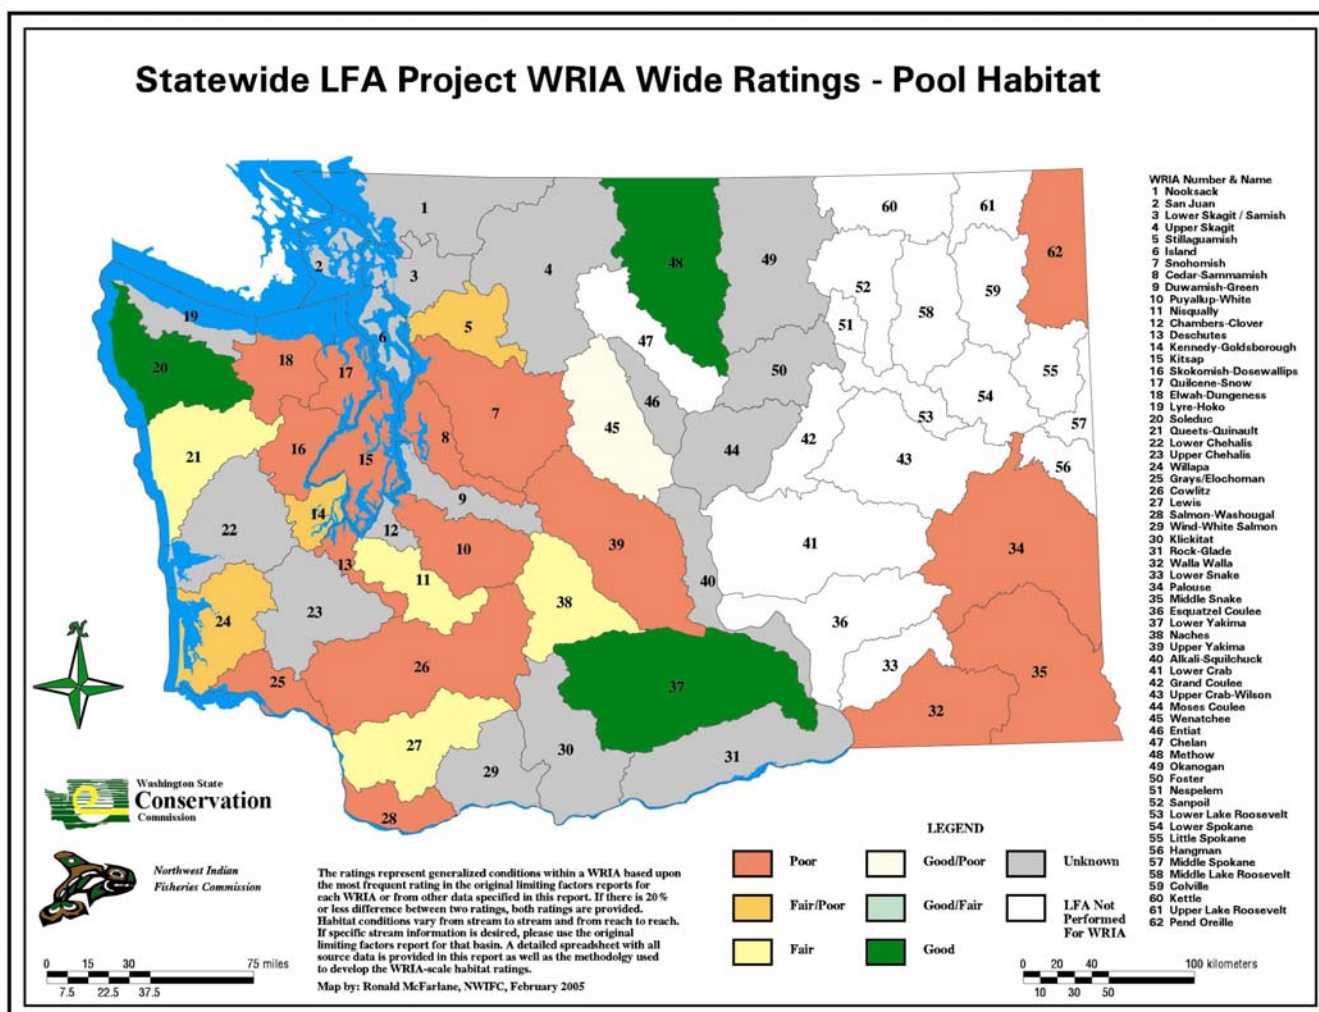 Statewide LFA Project WRIA Wide Ratings - Pool Habitat
WRIA Number & Name
1 Nooksack
2 San Juan
3 Lower Skagit / Samish
4 Upper Skagit
5 Stillaguamish
6 Island
7 Snohomish
8 Cedar-Sammamish
9 Duwamish-Green
10 Puyallup-White
11 Nisqually
12 Chambers-Clover
13 Deschutes
14 Kennedy-Goldsborough
15 Kitsap
16 Skokomish-Dosewallips
17 Quilcene-Snow
18 Elwah-Dungeness
19 Lyre-Hoko
20 Soleduc
21 Queets-Quinault
22 Lower Chehalis
23 Upper Chehalis
24 Willapa
25 Grays/Elochoman
26 Cowlitz
27 Lewis
28 Salmon-Washougal
29 Wind-White Salmon
30 Klickitat
31 Rock-Glade
32 Walla Walla
33 Lower Snake
34 Palouse
35 Middle Snake
36 Esquatzel Coulee
37 Lower Yakima
38 Naches
39 Upper Yakima
40 Alkali-Squilchuck
41 Lower Crab
42 Grand Coulee
43 Upper Crab-Wilson
44 Moses Coulee
45 Wenatchee
46 Entiat
47 Chelan
48 Methow
49 Okanogan
50 Foster
51 Nespelem
52 Sanpoil
53 Lower Lake Roosevelt
54 Lower Spokane
55 Little Spokane
56 Hangman
57 Middle Spokane
58 Middle Lake Roosevelt
59 Colville
60 Kettle
61 Upper Lake Roosevelt
62 Pend Oreille
1
2
3
4
5
6
7
8
9
10
11
12
13
14
15
16
17
18
19
20
21
22
23
24
25
26
27
28
29
30
31
32
33
34
35
36
37
38
39
40
41
42
43
44
45
46
47
48
49
50
51
52
53
54
55
56
57
58
59
60
61
62
N
Washington State
Conservation
Commission
Northwest Indian
Fisheries Commission
The ratings represent generalized conditions within a WRIA based upon
the most frequent rating in the original limiting factors reports for
each WRIA or from other data specified in this report. If there is 20%
or less difference between two ratings, both ratings are provided.
Habitat conditions vary from stream to stream and from reach to reach.
If specific stream information is desired, please use the original
limiting factors report for that basin. A detailed spreadsheet with all
source data is provided in this report as well as the methodolgy used
to develop the WRIA-scale habitat ratings.
Map by: Ronald McFarlane, NWIFC, February 2005
LEGEND
Poor
Fair/Poor
Fair
Good/Poor
Good/Fair
Good
Unknown
LFA Not
Performed
For WRIA
0 15 30 75 miles
7.5 22.5 37.5
0 20 40 100 kilometers
10 30 50